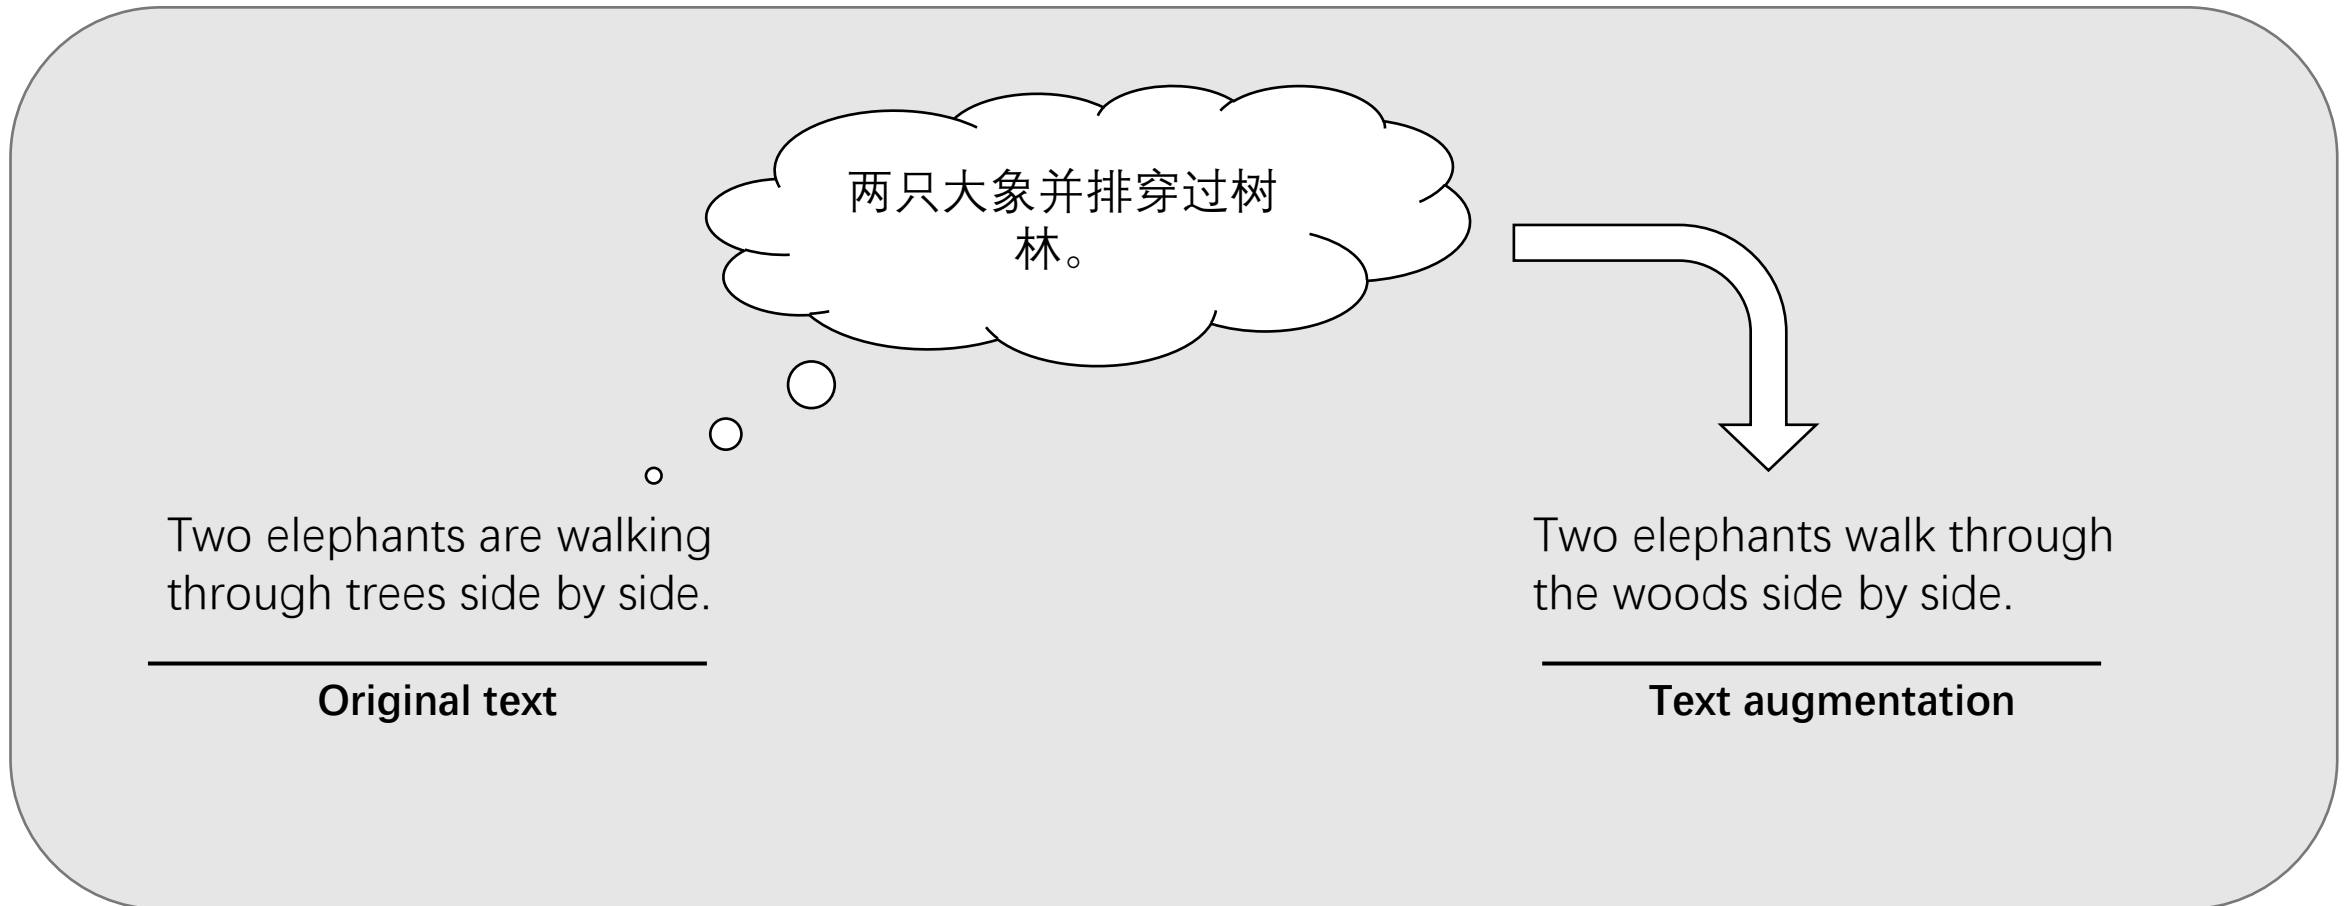 两只大象并排穿过树
林。
Two elephants are walking
through trees side by side.
Original text
Two elephants walk through
the woods side by side.
Text augmentation